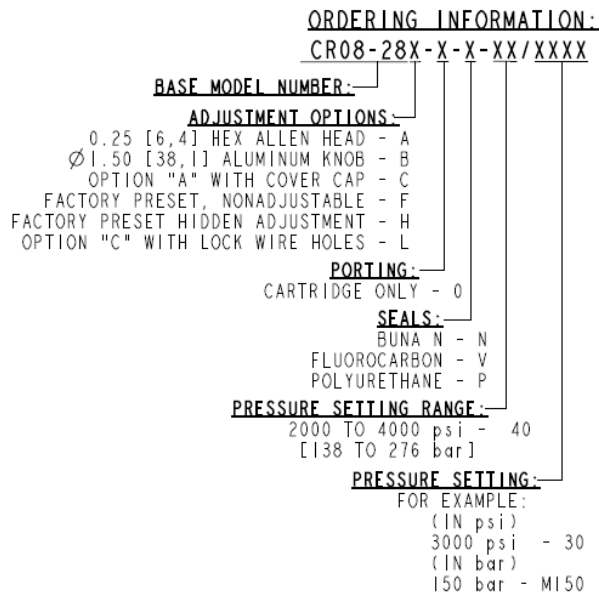 ORDERING INFORMATION:
CR08-28X-X-X-XX/XXXX
BASE MODEL NUMBER:
ADJUSTMENT OPTIONS:
0.25 [6,4] HEX ALLEN HEAD - A
Ø1.50 [38,1] ALUMINUM KNOB - B
OPTION "A" WITH COVER CAP - C
FACTORY PRESET, NONADJUSTABLE - F
FACTORY PRESET HIDDEN ADJUSTMENT - H
OPTION "C" WITH LOCK WIRE HOLES - L
PORTING:
CARTRIDGE ONLY - 0
SEALS:
BUNA N - N
FLUOROCARBON - V
POLYURETHANE - P
PRESSURE SETTING RANGE:
2000 TO 4000 psi - 40
[138 TO 276 bar]
PRESSURE SETTING:
FOR EXAMPLE:
(IN psi)
3000 psi - 30
(IN bar)
150 bar - M150